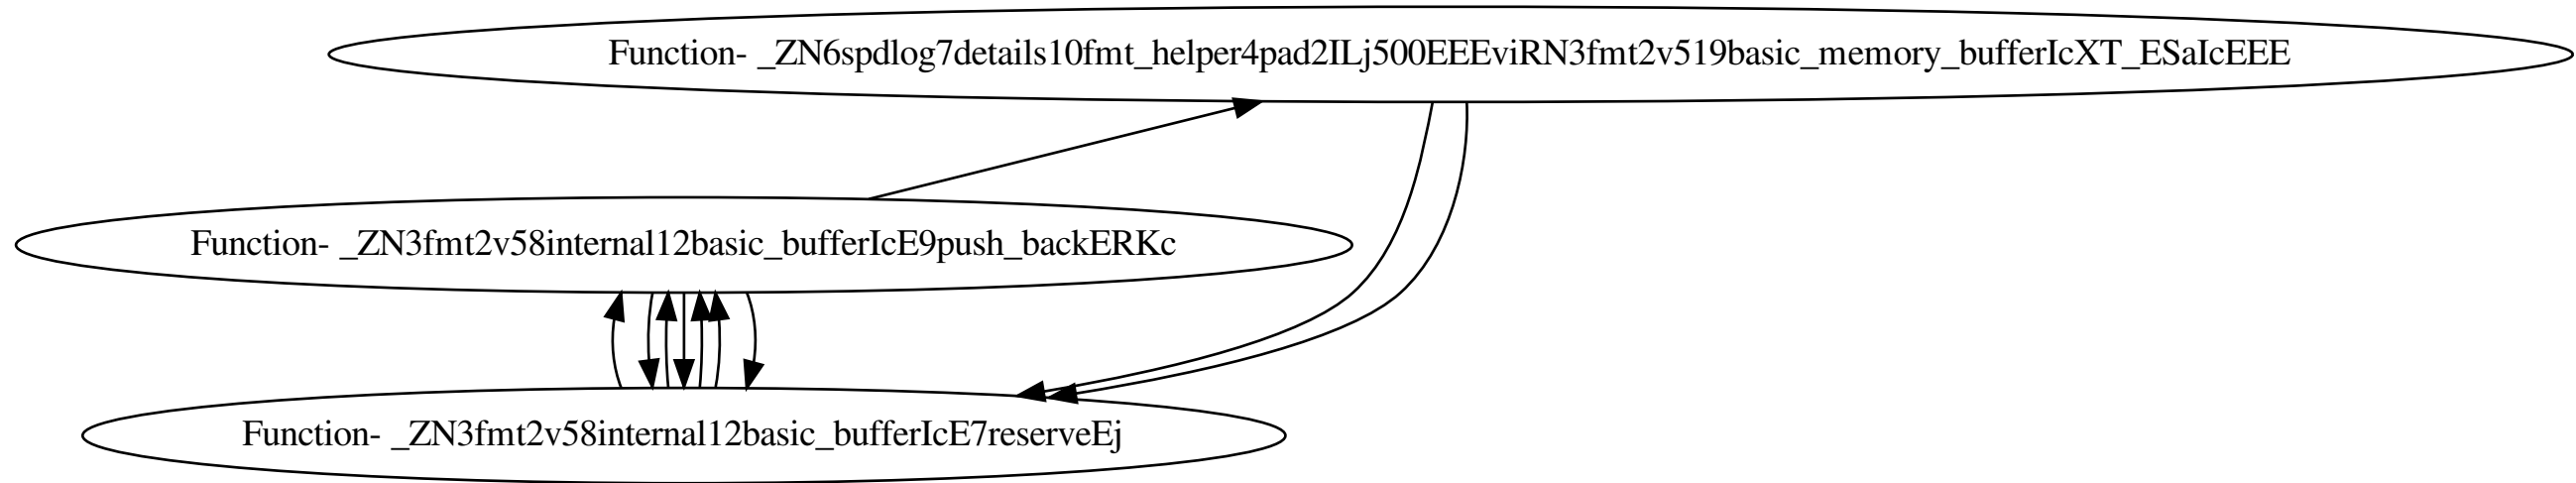 Function- _ZN6spdlog7details10fmt_helper4pad2ILj500EEEviRN3fmt2v519basic_memory_bufferIcXT_ESaIcEEE
Function- _ZN3fmt2v58internal12basic_bufferIcE9push_backERKc
Function- _ZN3fmt2v58internal12basic_bufferIcE7reserveEj